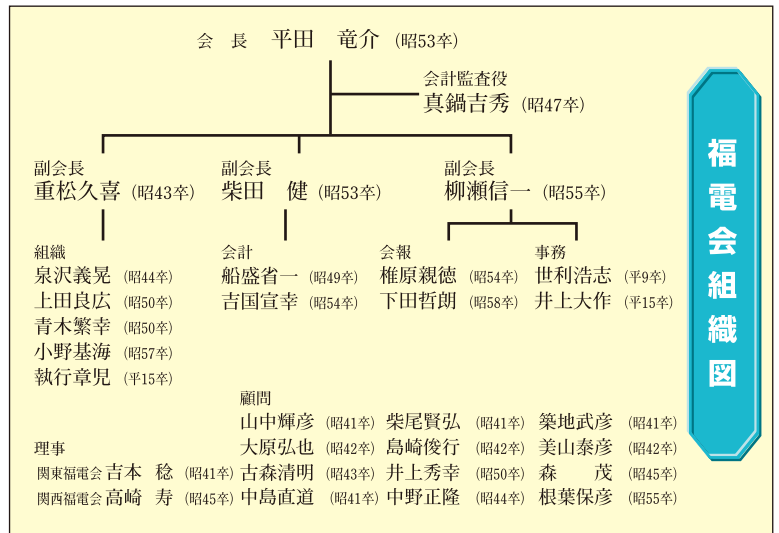 会　長　平田　竜介（昭53卒）
会計監査役
真鍋吉秀（昭47卒）
福電会組織図
副会長
重松久喜（昭43卒）
副会長
柴田　健（昭53卒）
副会長
柳瀬信一（昭55卒）
組織
泉沢義晃（昭44卒）
上田良広（昭50卒）
青木繁幸（昭50卒）
小野基海（昭57卒）
執行章児（平15卒）
会計
船盛省一（昭49卒）
吉国宣幸（昭54卒）
会報
椎原親徳（昭54卒）
下田哲朗（昭58卒）
事務
世利浩志（平9卒）
井上大作（平15卒）
理事
関東福電会 吉本　稔（昭41卒）
関西福電会 高崎　寿（昭45卒）
顧問
山中輝彦（昭41卒）柴尾賢弘（昭41卒）築地武彦（昭41卒）
大原弘也（昭42卒）島崎俊行（昭42卒）美山泰彦（昭42卒）
古森清明（昭43卒）井上秀幸（昭50卒）森　　茂（昭45卒）
中島直道（昭41卒）中野正隆（昭44卒）根葉保彦（昭55卒）